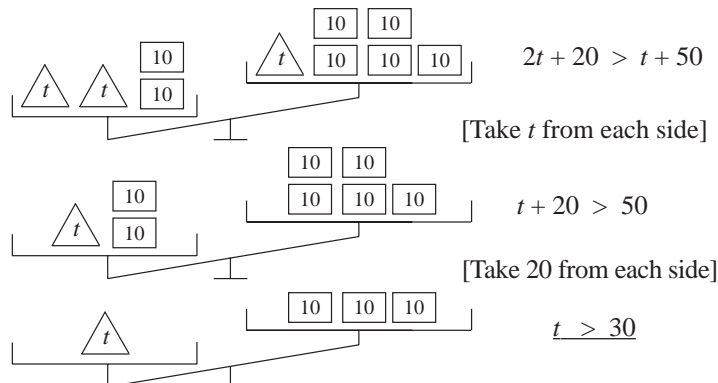 10 10
t t 10 t 10 10 10 2t + 20 > t + 50
10
[Take t from each side]
10 10
10 10 10 10
t 10 t + 20 > 50
[Take 20 from each side]
t 10 10 10 t > 30